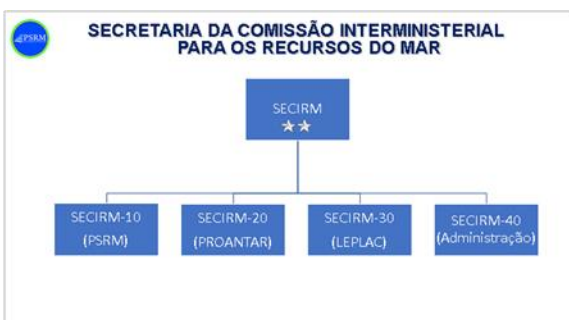 PSRM
SECRETARIA DA COMISSÃO INTERMINISTERIAL
PARA OS RECURSOS DO MAR
SECIRM
SECIRM-10
(PSRM)
SECIRM-20
(PROANTAR)
SECIRM-30
(LEPLAC)
SECIRM-40
(Administração)